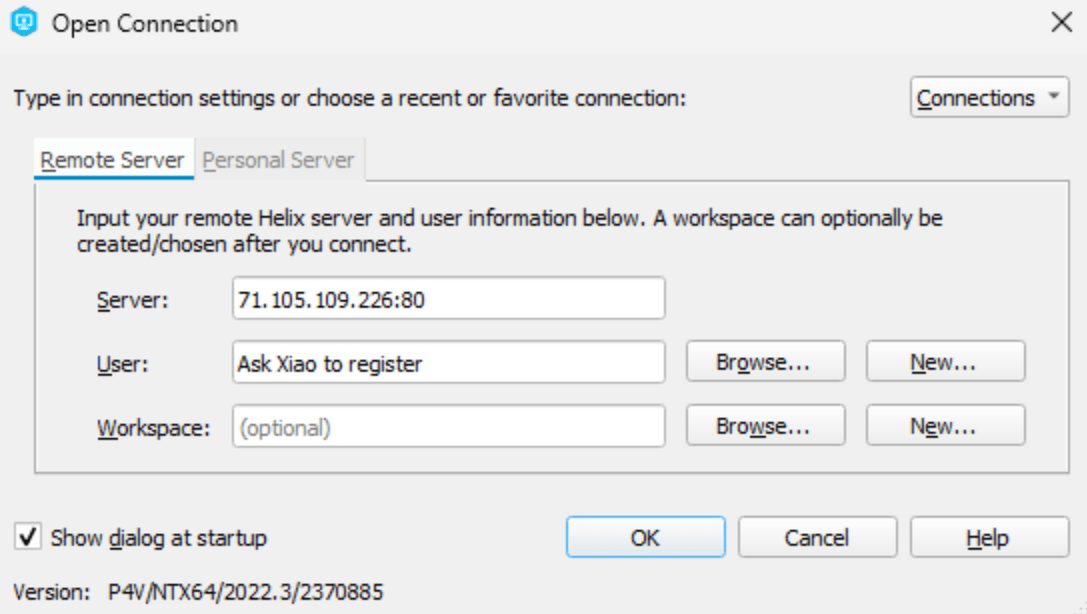 Open Connection
Type in connection settings or choose a recent or favorite connection:
Connections
Remote Server
Personal Server
Input your remote Helix server and user information below. A workspace can optionally be
created/chosen after you connect.
Server:
71.105.109.226:80
User:
Ask Xiao to register
Browse...
New...
Workspace:
(optional)
Browse...
New...
Show dialog at startup
OK
Cancel
Help
Version: P4V/NTX64/2022.3/2370885